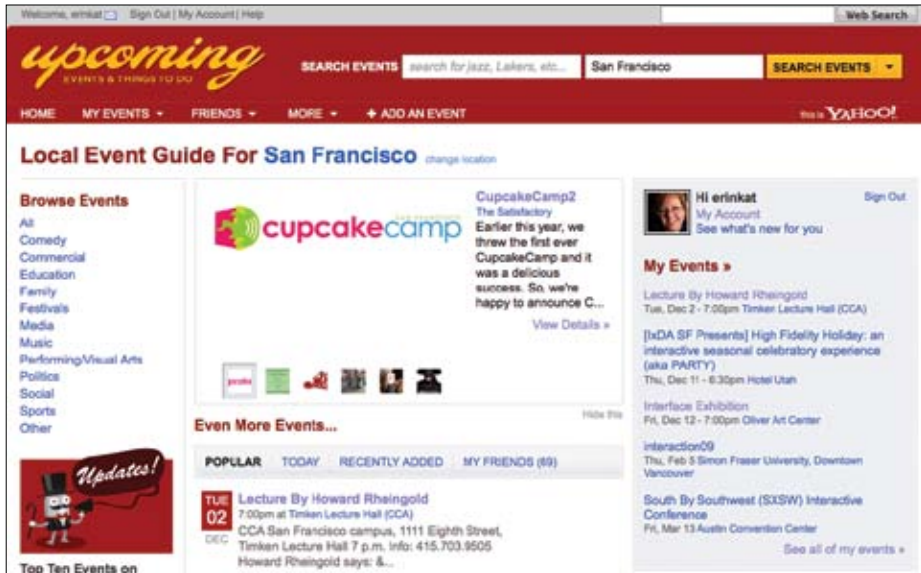 Welcome, erinkat Sign Out | My Account | Help
Web Search
upcoming
EVENTS & THINGS TO DO
SEARCH EVENTS search for jazz, Lakers, etc... San Francisco SEARCH EVENTS
HOME MY EVENTS FRIENDS MORE + ADD AN EVENT
this is YAHOO!
Local Event Guide For San Francisco change location
Browse Events
All
Comedy
Commercial
Education
Family
Festivals
Media
Music
Performing/Visual Arts
Politics
Social
Sports
Other
Updates!
Top Ten Events on
SAN FRANCISCO
cupcakecamp
CupcakeCamp2
The Satisfactory
Earlier this year, we
threw the first ever
CupcakeCamp and it
was a delicious
success. So, we're
happy to announce C...
View Details »
Hide this
Even More Events...
POPULAR TODAY RECENTLY ADDED MY FRIENDS (69)
TUE
02
DEC
Lecture By Howard Rheingold
7:00pm at Timken Lecture Hall (CCA)
CCA San Francisco campus, 1111 Eighth Street,
Timken Lecture Hall 7 p.m. Info: 415.703.9505
Howard Rheingold says: &...
Hi erinkat Sign Out
My Account
See what's new for you
My Events »
Lecture By Howard Rheingold
Tue, Dec 2 - 7:00pm Timken Lecture Hall (CCA)
[IxDA SF Presents] High Fidelity Holiday: an
interactive seasonal celebratory experience
(aka PARTY)
Thu, Dec 11 - 6:30pm Hotel Utah
Interface Exhibition
Fri, Dec 12 - 7:00pm Oliver Art Center
interaction09
Thu, Feb 5 Simon Fraser University, Downtown
Vancouver
South By Southwest (SXSW) Interactive
Conference
Fri, Mar 13 Austin Convention Center
See all of my events »